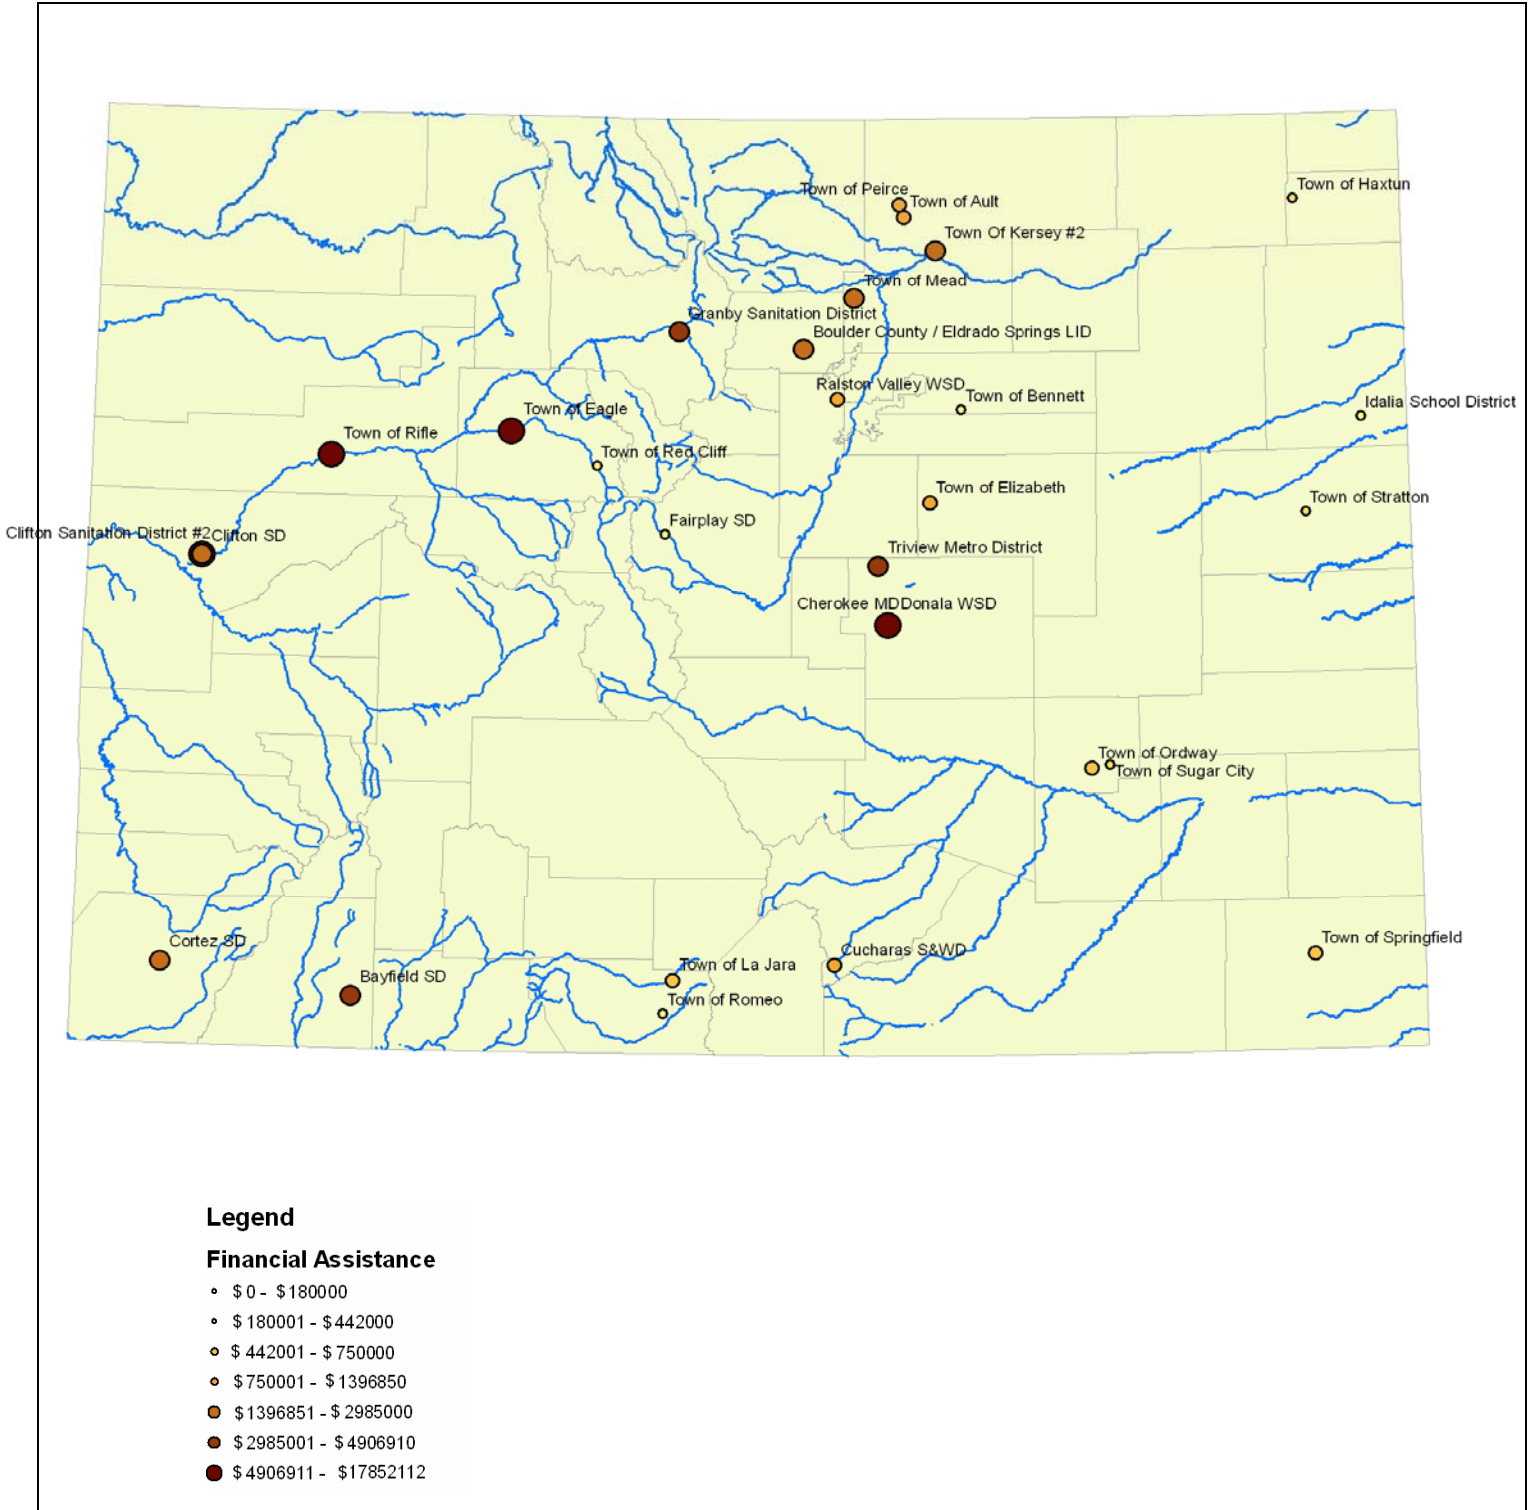 Town of Haxtun
Town of Peirce
Town of Ault
Town Of Kersey #2
Town of Mead
Granby Sanitation District
Boulder County / Eldrado Springs LID
Ralston Valley WSD
Town of Bennett
Idalia School District
Town of Eagle
Town of Rifle
Town of Red Cliff
Town of Elizabeth
Town of Stratton
Fairplay SD
Clifton Sanitation District #2
Clifton SD
Triview Metro District
Cherokee MDDonala WSD
Town of Ordway
Town of Sugar City
Cortez SD
Town of Springfield
Cucharas S&WD
Town of La Jara
Bayfield SD
Town of Romeo
Legend
Financial Assistance
$ 0 - $ 180000
$ 180001 - $ 442000
$ 442001 - $ 750000
$ 750001 - $ 1396850
$ 1396851 - $ 2985000
$ 2985001 - $ 4906910
$ 4906911 - $17852112